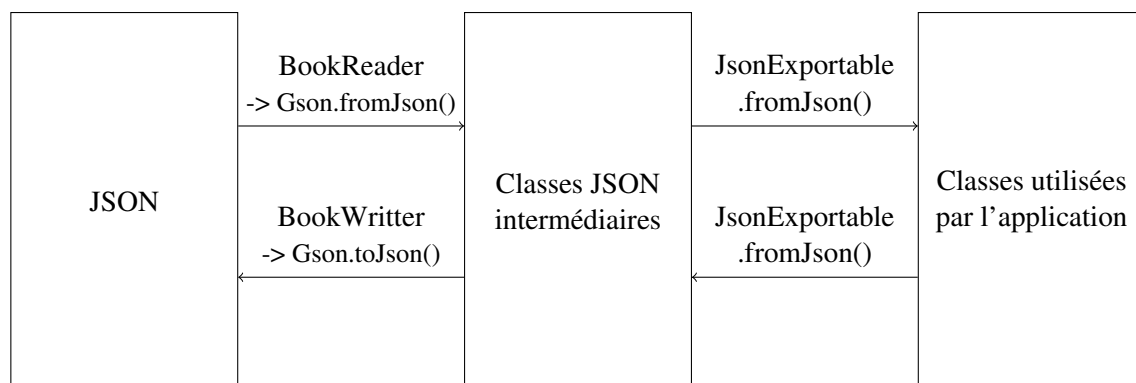 BookReader
-> Gson.fromJson()
JsonExportable
.fromJson()
JSON
Classes JSON
intermédiaires
Classes utilisées
par l'application
BookWritter
-> Gson.toJson()
JsonExportable
.fromJson()